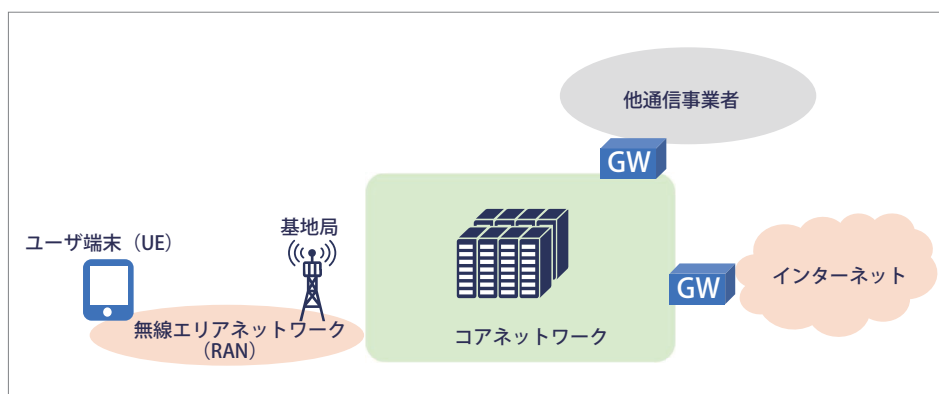 他通信事業者
GW
基地局
ユーザ端末（UE）
インターネット
GW
無線エリアネットワーク
（RAN）
コアネットワーク